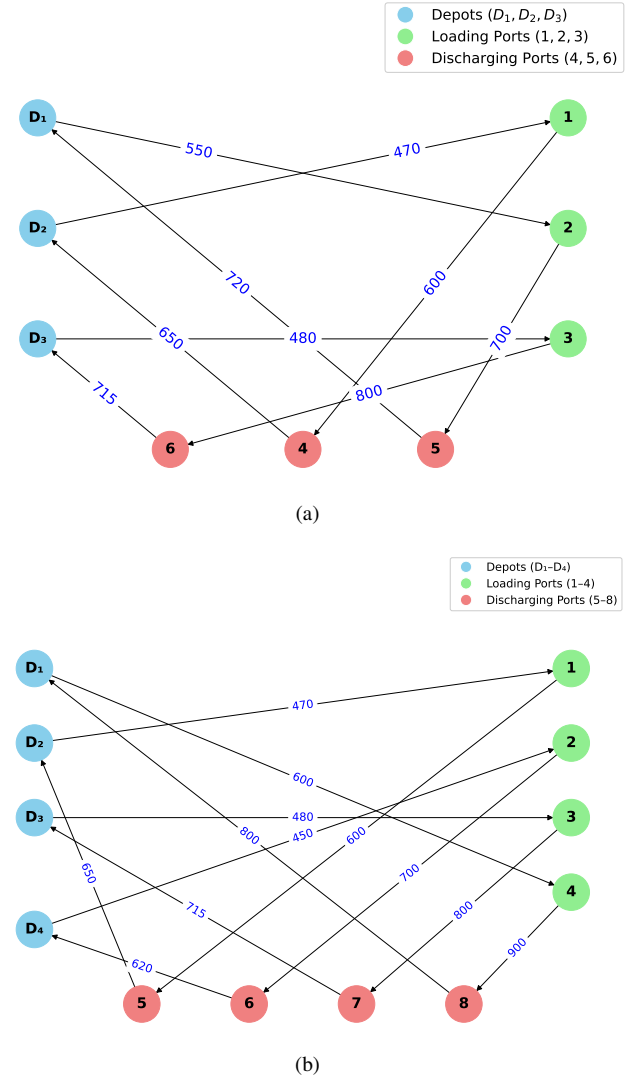 Depots (D₁, D₂, D₃)
Loading Ports (1, 2, 3)
Discharging Ports (4, 5, 6)
D₁
1
550
470
D₂
2
720
600
D₃
650
480
700
3
715
800
6
4
5
(a)
Depots (D₁–D₄)
Loading Ports (1–4)
Discharging Ports (5–8)
D₁
1
470
D₂
2
600
D₃
480
3
800
450
600
650
700
4
715
800
D₄
900
620
5
6
7
8
(b)